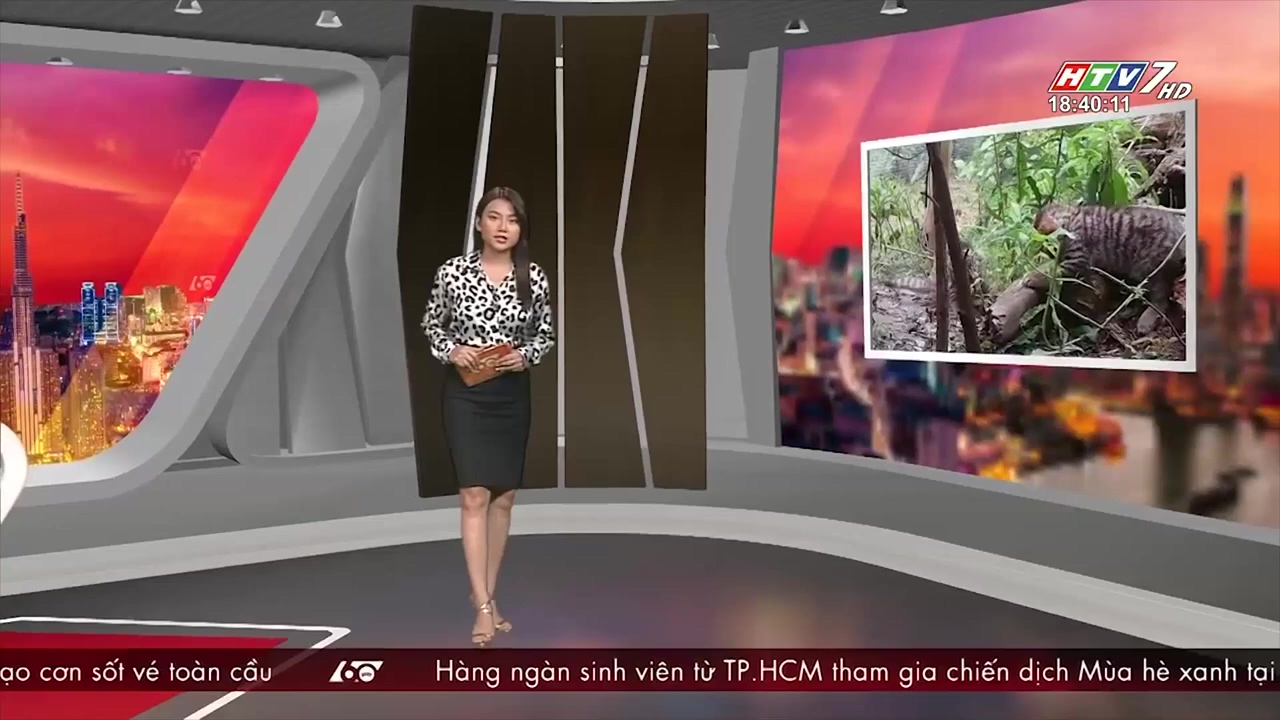 HTV7 HD
18:40:11
ạo cơn sốt vé toàn cầu 60 Hàng ngàn sinh viên từ TP.HCM tham gia chiến dịch Mùa hè xanh tại